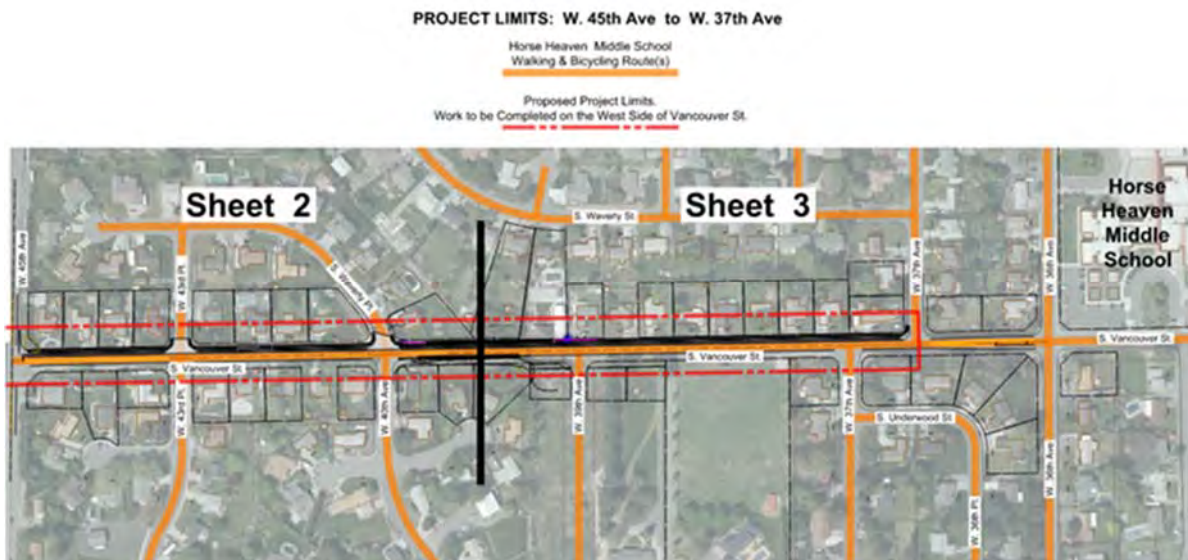 PROJECT LIMITS: W. 45th Ave to W. 37th Ave
Horse Heaven Middle School
Walking & Bicycling Route(s)
Proposed Project Limits.
Work to be Completed on the West Side of Vancouver St.
Sheet 2
Sheet 3
Horse
Heaven
Middle
School
S. Waverly St.
W. 45th Ave
W. 43rd Pl.
S. Waverly Pl.
W. 37th Ave
W. 36th Ave
S. Vancouver St.
S. Vancouver St.
S. Vancouver St.
W. 43rd Pl.
W. 40th Ave
W. 39th Ave
W. 37th Ave
S. Underwood St.
W. 36th Pl.
W. 36th Ave